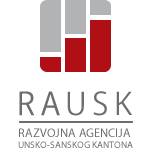 RAUSK
RAZVOJNA AGENCIJA
UNSKO-SANSKOG KANTONA